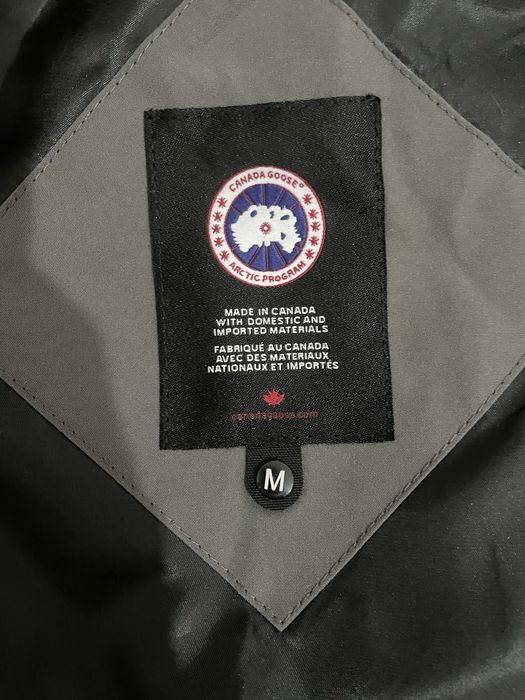 CANADA GOOSE®
ARCTIC PROGRAM
MADE IN CANADA
WITH DOMESTIC AND
IMPORTED MATERIALS
FABRIQUÉ AU CANADA
AVEC DES MATERIAUX
NATIONAUX ET IMPORTÉS
canadagoose.com
M